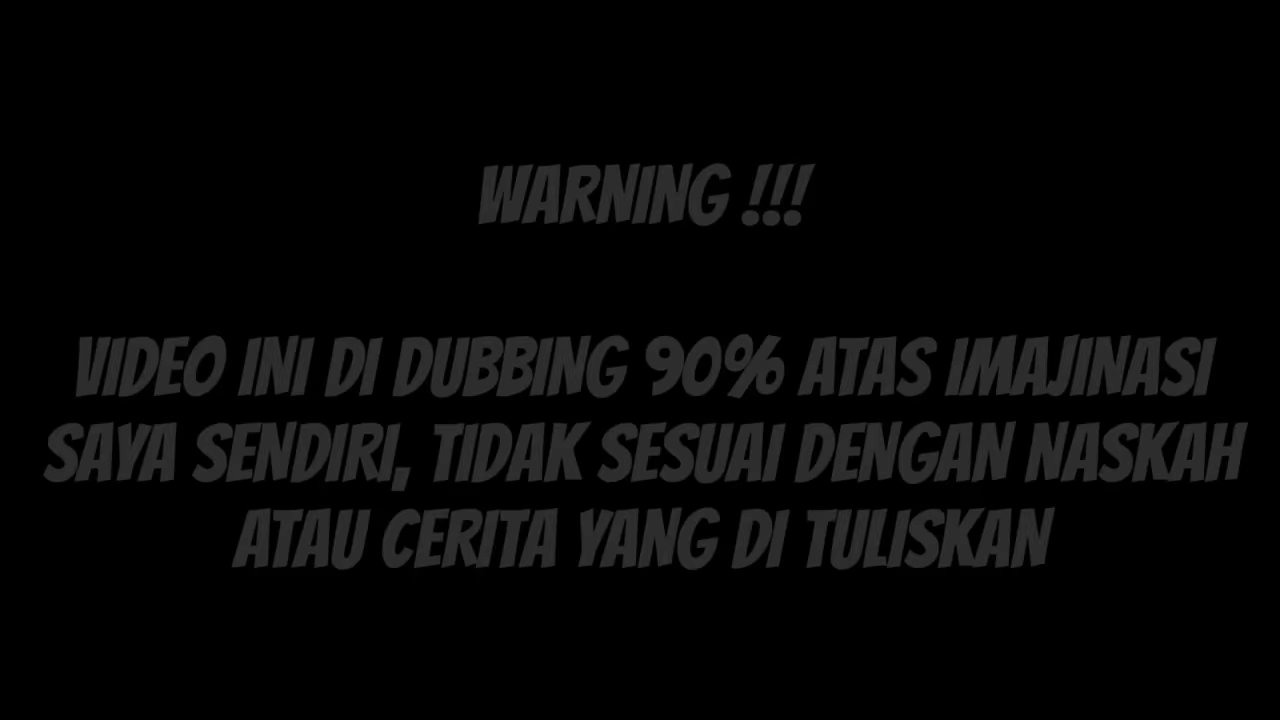 WARNING !!!
VIDEO INI DI DUBBING 90% ATAS IMAJINASI
SAYA SENDIRI, TIDAK SESUAI DENGAN NASKAH
ATAU CERITA YANG DI TULISKAN